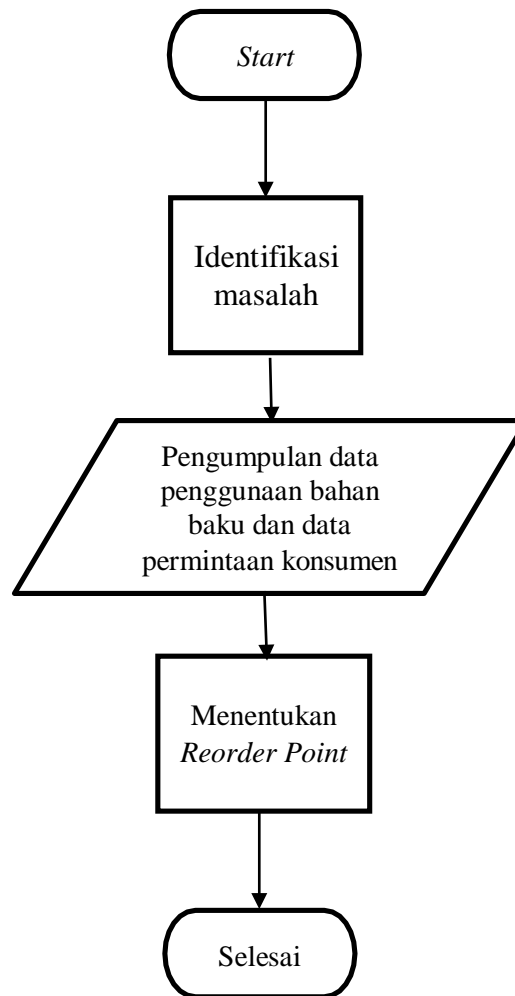 Start
Identifikasi
masalah
Pengumpulan data
penggunaan bahan
baku dan data
permintaan konsumen
Menentukan
Reorder Point
Selesai